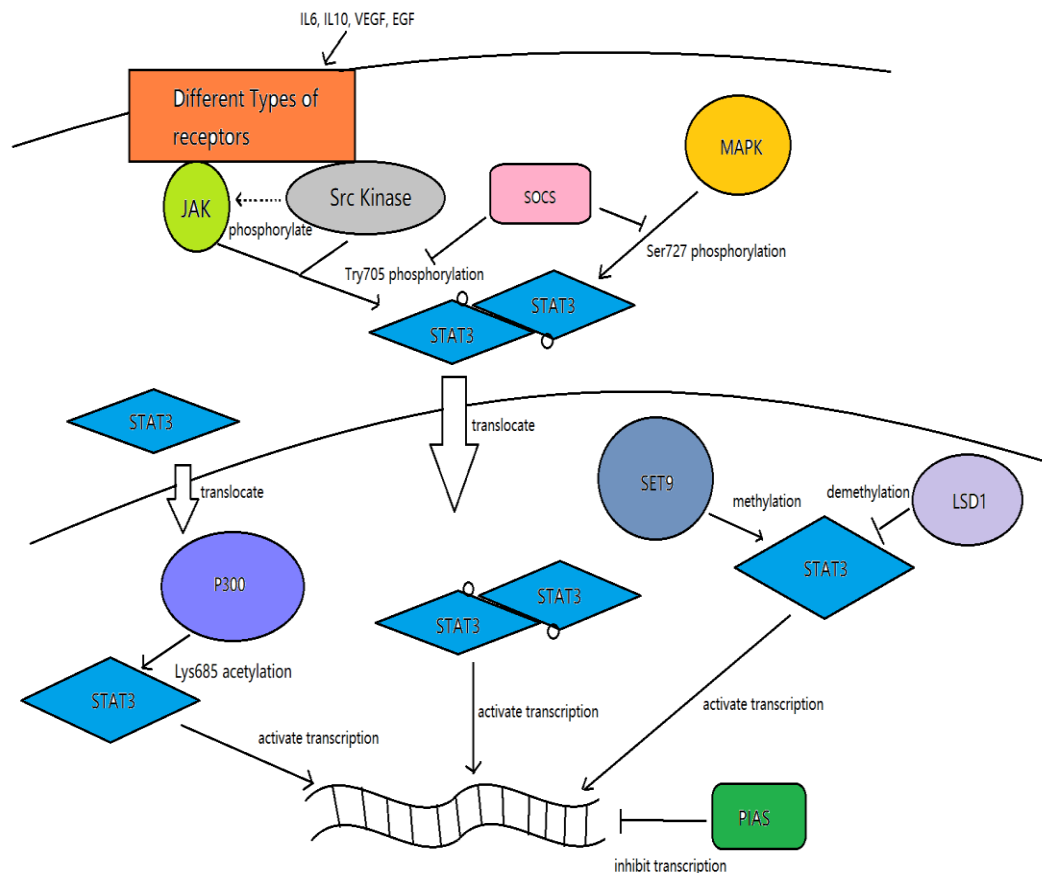 IL6, IL10, VEGF, EGF
Different Types of
receptors
MAPK
JAK
Src Kinase
SOCS
phosphorylate
Ser727 phosphorylation
Try705 phosphorylation
STAT3
STAT3
STAT3
translocate
translocate
SET9
methylation
demethylation
LSD1
P300
STAT3
STAT3
STAT3
Lys685 acetylation
STAT3
activate transcription
activate transcription
activate transcription
PIAS
inhibit transcription